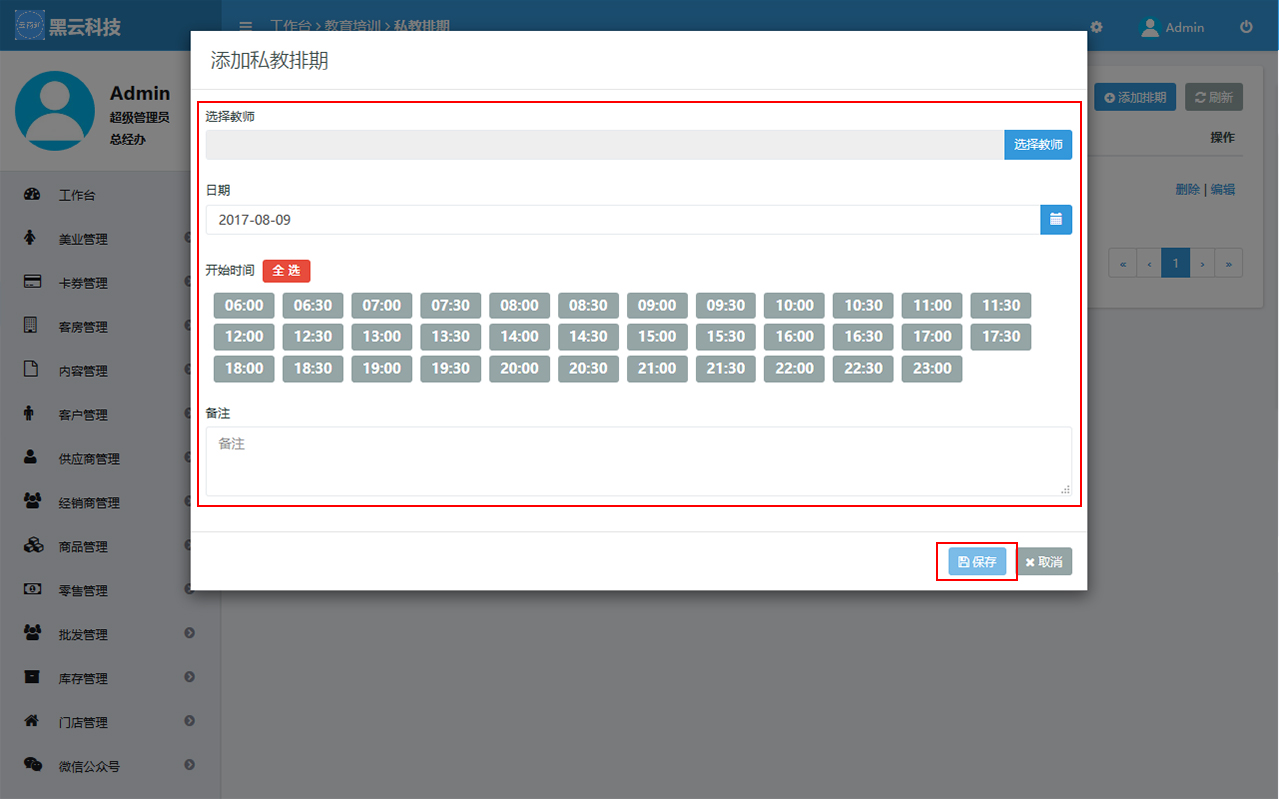 黑云科技
工作台 > 教育培训 > 私教排期
Admin
Admin
超级管理员
总经办
添加排期
刷新
操作
删除 | 编辑
« ‹ 1 › »
工作台
美业管理
卡券管理
客房管理
内容管理
客户管理
供应商管理
经销商管理
商品管理
零售管理
批发管理
库存管理
门店管理
微信公众号
添加私教排期
选择教师
选择教师
日期
2017-08-09
开始时间 全 选
06:00 06:30 07:00 07:30 08:00 08:30 09:00 09:30 10:00 10:30 11:00 11:30
12:00 12:30 13:00 13:30 14:00 14:30 15:00 15:30 16:00 16:30 17:00 17:30
18:00 18:30 19:00 19:30 20:00 20:30 21:00 21:30 22:00 22:30 23:00
备注
备注
保存 取消